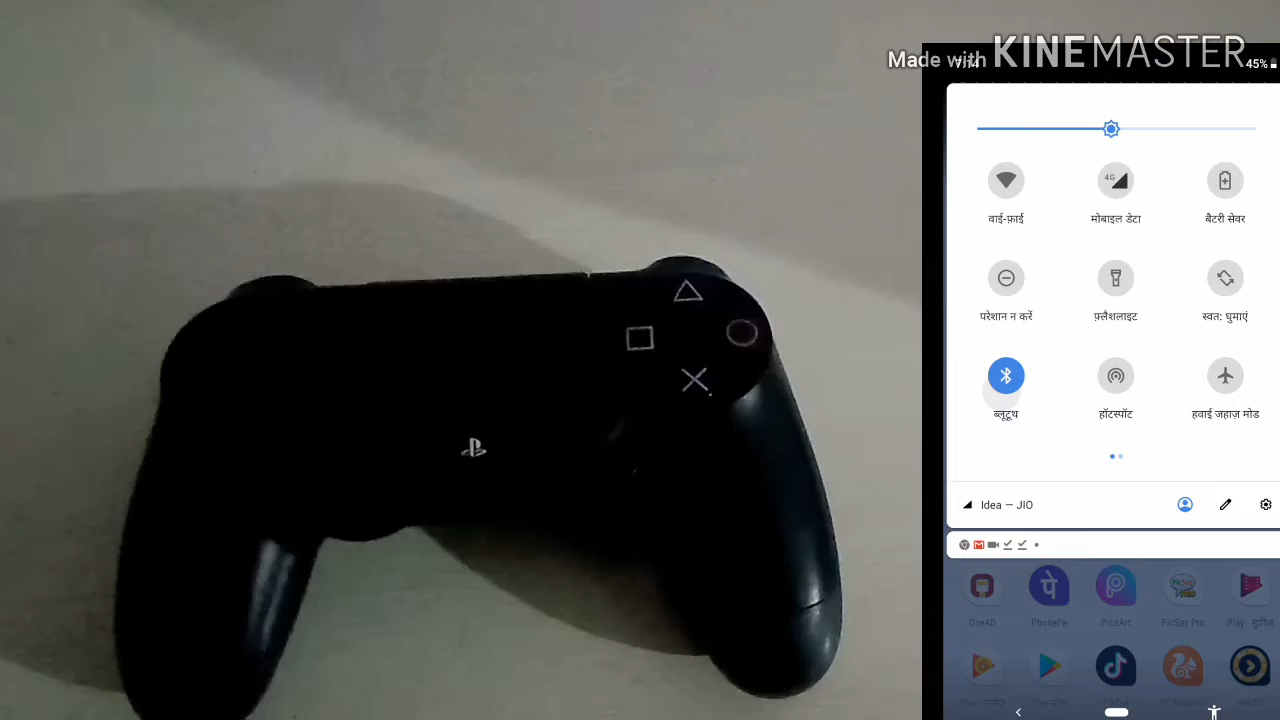 Made with KINEMASTER
45%
वाई-फ़ाई
4G
मोबाइल डेटा
बैटरी सेवर
परेशान न करें
फ़्लैशलाइट
स्वत: घुमाएं
ब्लूटूथ
हॉटस्पॉट
हवाई जहाज़ मोड
Idea — JIO
OneAD
PhonePe
PicsArt
PicSay Pro